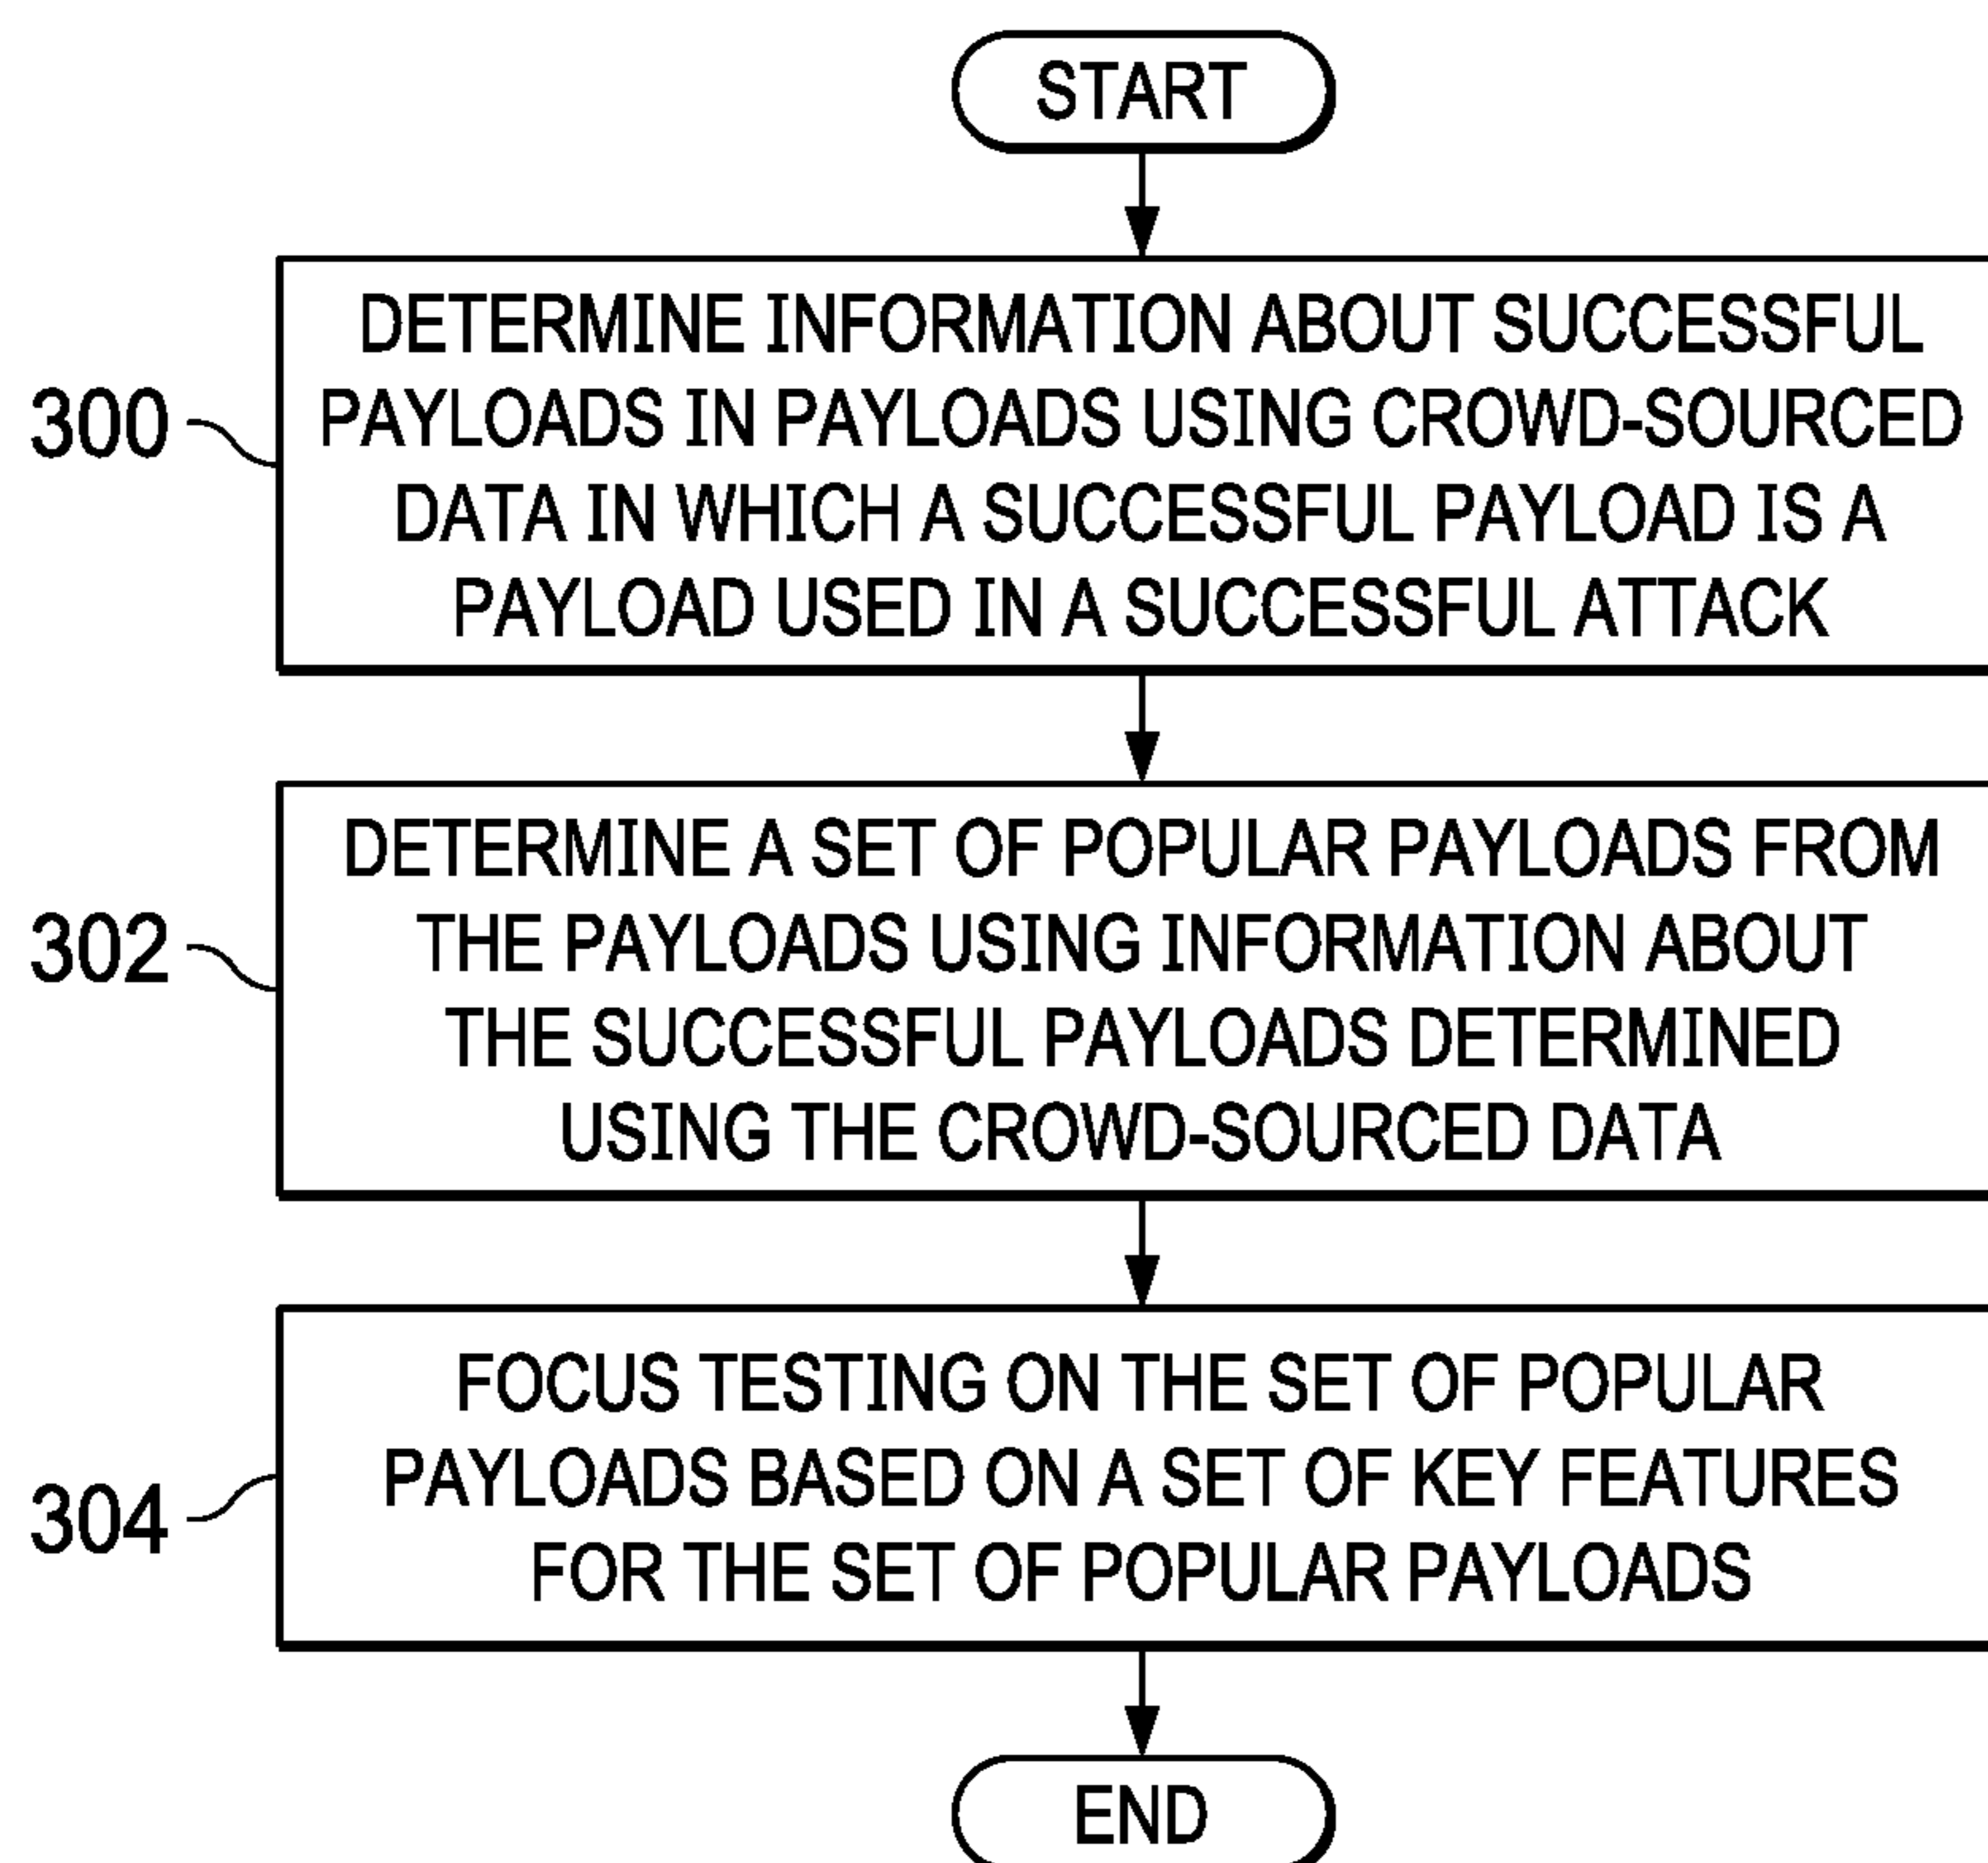 START
DETERMINE INFORMATION ABOUT SUCCESSFUL
PAYLOADS IN PAYLOADS USING CROWD-SOURCED
DATA IN WHICH A SUCCESSFUL PAYLOAD IS A
PAYLOAD USED IN A SUCCESSFUL ATTACK
300
DETERMINE A SET OF POPULAR PAYLOADS FROM
THE PAYLOADS USING INFORMATION ABOUT
THE SUCCESSFUL PAYLOADS DETERMINED
USING THE CROWD-SOURCED DATA
302
FOCUS TESTING ON THE SET OF POPULAR
PAYLOADS BASED ON A SET OF KEY FEATURES
FOR THE SET OF POPULAR PAYLOADS
304
END